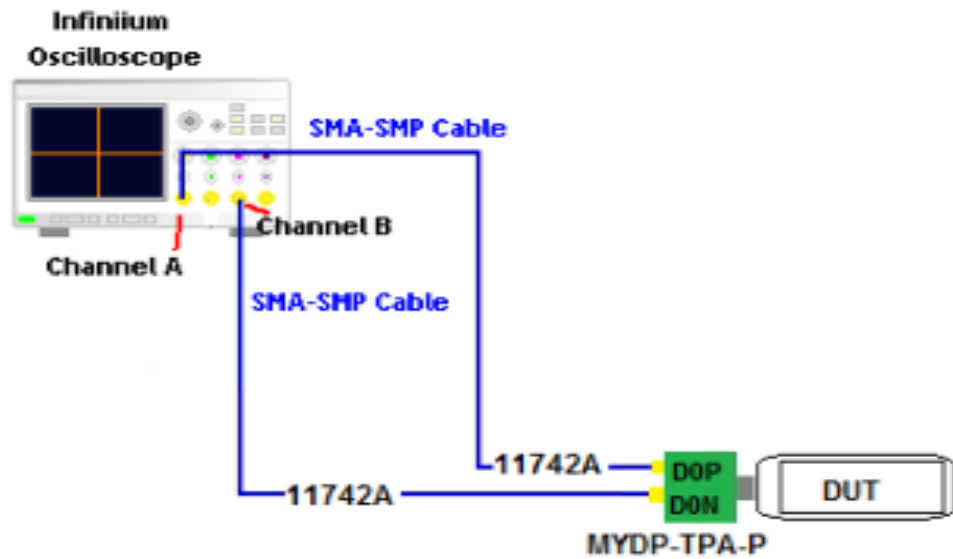 Infiniium
Oscilloscope
SMA-SMP Cable
Channel B
Channel A
SMA-SMP Cable
11742A
11742A
D0P
D0N
DUT
MYDP-TPA-P